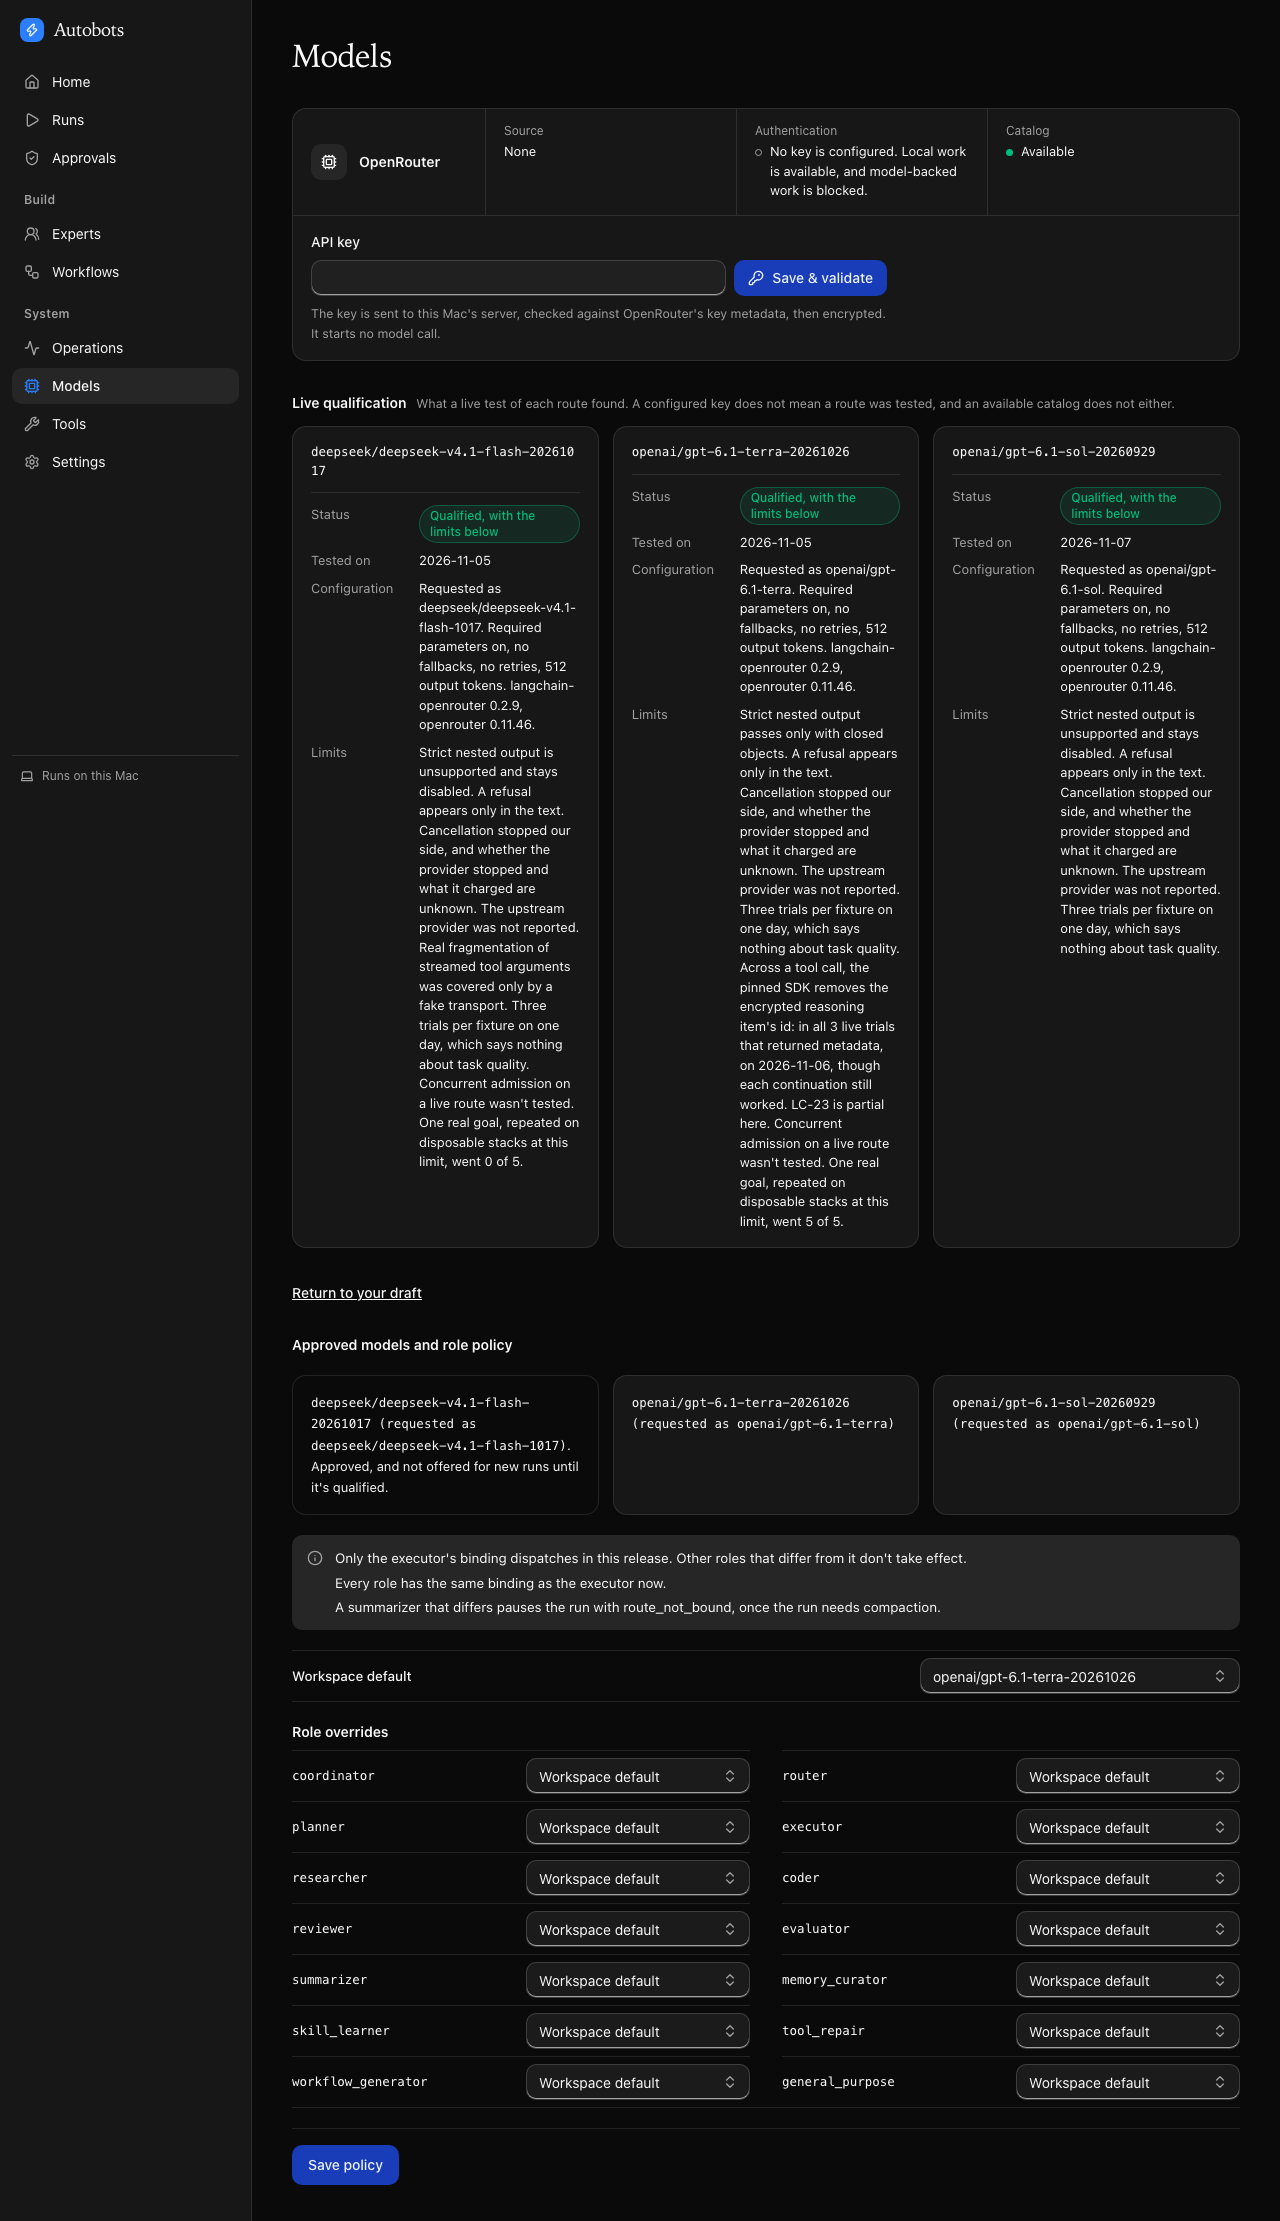 Autobots
Home
Runs
Approvals
Build
Experts
Workflows
System
Operations
Models
Tools
Settings
Runs on this Mac
Models
OpenRouter
Source
None
Authentication
No key is configured. Local work
is available, and model-backed
work is blocked.
Catalog
Available
API key
Save & validate
The key is sent to this Mac's server, checked against OpenRouter's key metadata, then encrypted.
It starts no model call.
Live qualification What a live test of each route found. A configured key does not mean a route was tested, and an available catalog does not either.
deepseek/deepseek-v4.1-flash-202610
17
Status
Qualified, with the
limits below
Tested on
2026-11-05
Configuration
Requested as
deepseek/deepseek-v4.1-
flash-1017. Required
parameters on, no
fallbacks, no retries, 512
output tokens. langchain-
openrouter 0.2.9,
openrouter 0.11.46.
Limits
Strict nested output is
unsupported and stays
disabled. A refusal
appears only in the text.
Cancellation stopped our
side, and whether the
provider stopped and
what it charged are
unknown. The upstream
provider was not reported.
Real fragmentation of
streamed tool arguments
was covered only by a
fake transport. Three
trials per fixture on one
day, which says nothing
about task quality.
Concurrent admission on
a live route wasn't tested.
One real goal, repeated on
disposable stacks at this
limit, went 0 of 5.
openai/gpt-6.1-terra-20261026
Status
Qualified, with the
limits below
Tested on
2026-11-05
Configuration
Requested as openai/gpt-
6.1-terra. Required
parameters on, no
fallbacks, no retries, 512
output tokens. langchain-
openrouter 0.2.9,
openrouter 0.11.46.
Limits
Strict nested output
passes only with closed
objects. A refusal appears
only in the text.
Cancellation stopped our
side, and whether the
provider stopped and
what it charged are
unknown. The upstream
provider was not reported.
Three trials per fixture on
one day, which says
nothing about task quality.
Across a tool call, the
pinned SDK removes the
encrypted reasoning
item's id: in all 3 live trials
that returned metadata,
on 2026-11-06, though
each continuation still
worked. LC-23 is partial
here. Concurrent
admission on a live route
wasn't tested. One real
goal, repeated on
disposable stacks at this
limit, went 5 of 5.
openai/gpt-6.1-sol-20260929
Status
Qualified, with the
limits below
Tested on
2026-11-07
Configuration
Requested as openai/gpt-
6.1-sol. Required
parameters on, no
fallbacks, no retries, 512
output tokens. langchain-
openrouter 0.2.9,
openrouter 0.11.46.
Limits
Strict nested output is
unsupported and stays
disabled. A refusal
appears only in the text.
Cancellation stopped our
side, and whether the
provider stopped and
what it charged are
unknown. The upstream
provider was not reported.
Three trials per fixture on
one day, which says
nothing about task quality.
Return to your draft
Approved models and role policy
deepseek/deepseek-v4.1-flash-
20261017 (requested as
deepseek/deepseek-v4.1-flash-1017).
Approved, and not offered for new runs until
it's qualified.
openai/gpt-6.1-terra-20261026
(requested as openai/gpt-6.1-terra)
openai/gpt-6.1-sol-20260929
(requested as openai/gpt-6.1-sol)
Only the executor's binding dispatches in this release. Other roles that differ from it don't take effect.
Every role has the same binding as the executor now.
A summarizer that differs pauses the run with route_not_bound, once the run needs compaction.
Workspace default
openai/gpt-6.1-terra-20261026
Role overrides
coordinator
Workspace default
router
Workspace default
planner
Workspace default
executor
Workspace default
researcher
Workspace default
coder
Workspace default
reviewer
Workspace default
evaluator
Workspace default
summarizer
Workspace default
memory_curator
Workspace default
skill_learner
Workspace default
tool_repair
Workspace default
workflow_generator
Workspace default
general_purpose
Workspace default
Save policy